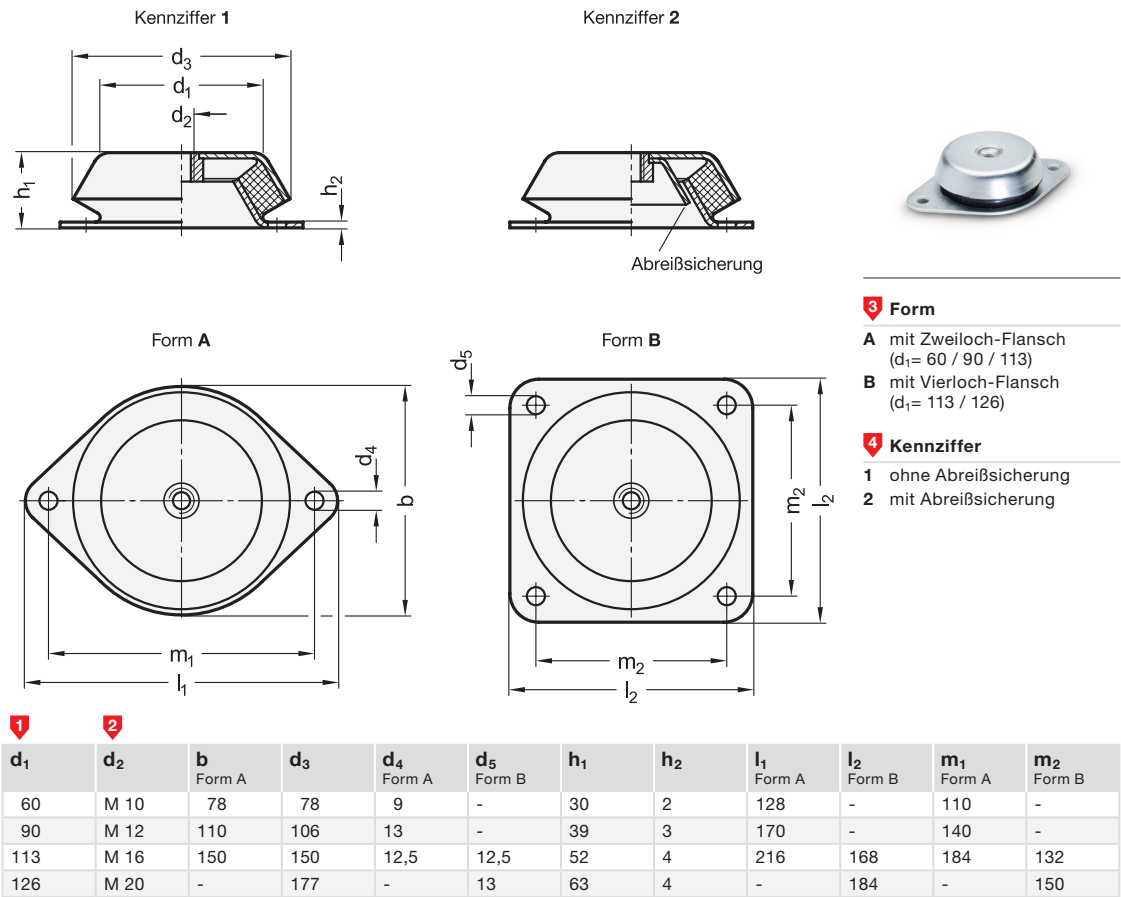 Kennziffer 1
Kennziffer 2
d3
d1
d2
h1
h2
Abreißsicherung
Form A
Form B
d4
b
m1
l1
d5
m2
l2
m2
l2
3 Form
A mit Zweiloch-Flansch
(d1= 60 / 90 / 113)
B mit Vierloch-Flansch
(d1= 113 / 126)
4 Kennziffer
1 ohne Abreißsicherung
2 mit Abreißsicherung
1 2
d1 d2 b d3 d4 d5 h1 h2 l1 l2 m1 m2
Form A Form A Form B Form A Form B Form A Form B
60 M 10 78 78 9 - 30 2 128 - 110 -
90 M 12 110 106 13 - 39 3 170 - 140 -
113 M 16 150 150 12,5 12,5 52 4 216 168 184 132
126 M 20 - 177 - 13 63 4 - 184 - 150